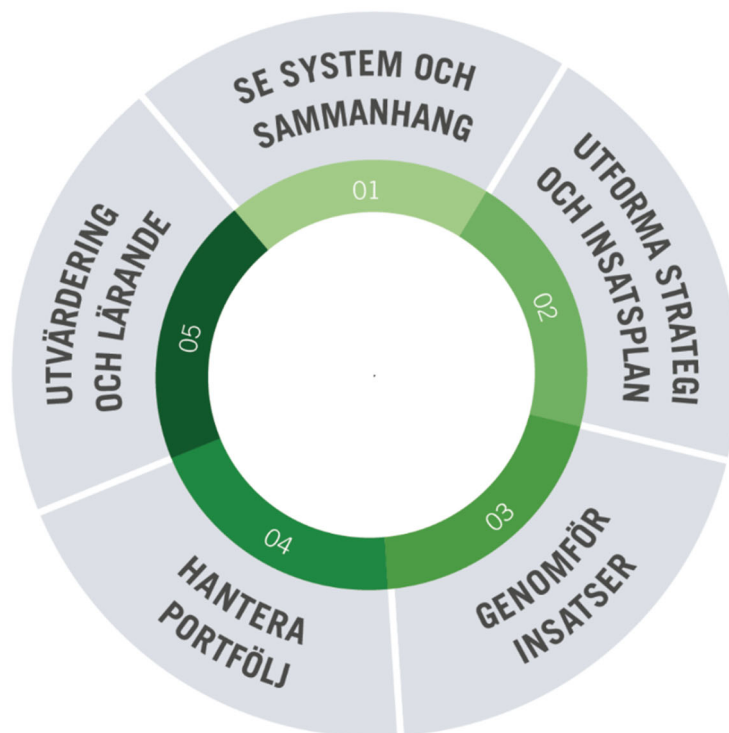 SE SYSTEM OCH
SAMMANHANG
01
UTFORMA STRATEGI
OCH INSATSPLAN
02
GENOMFÖR
INSATSER
03
HANTERA
PORTFÖLJ
04
UTVÄRDERING
OCH LÄRANDE
05